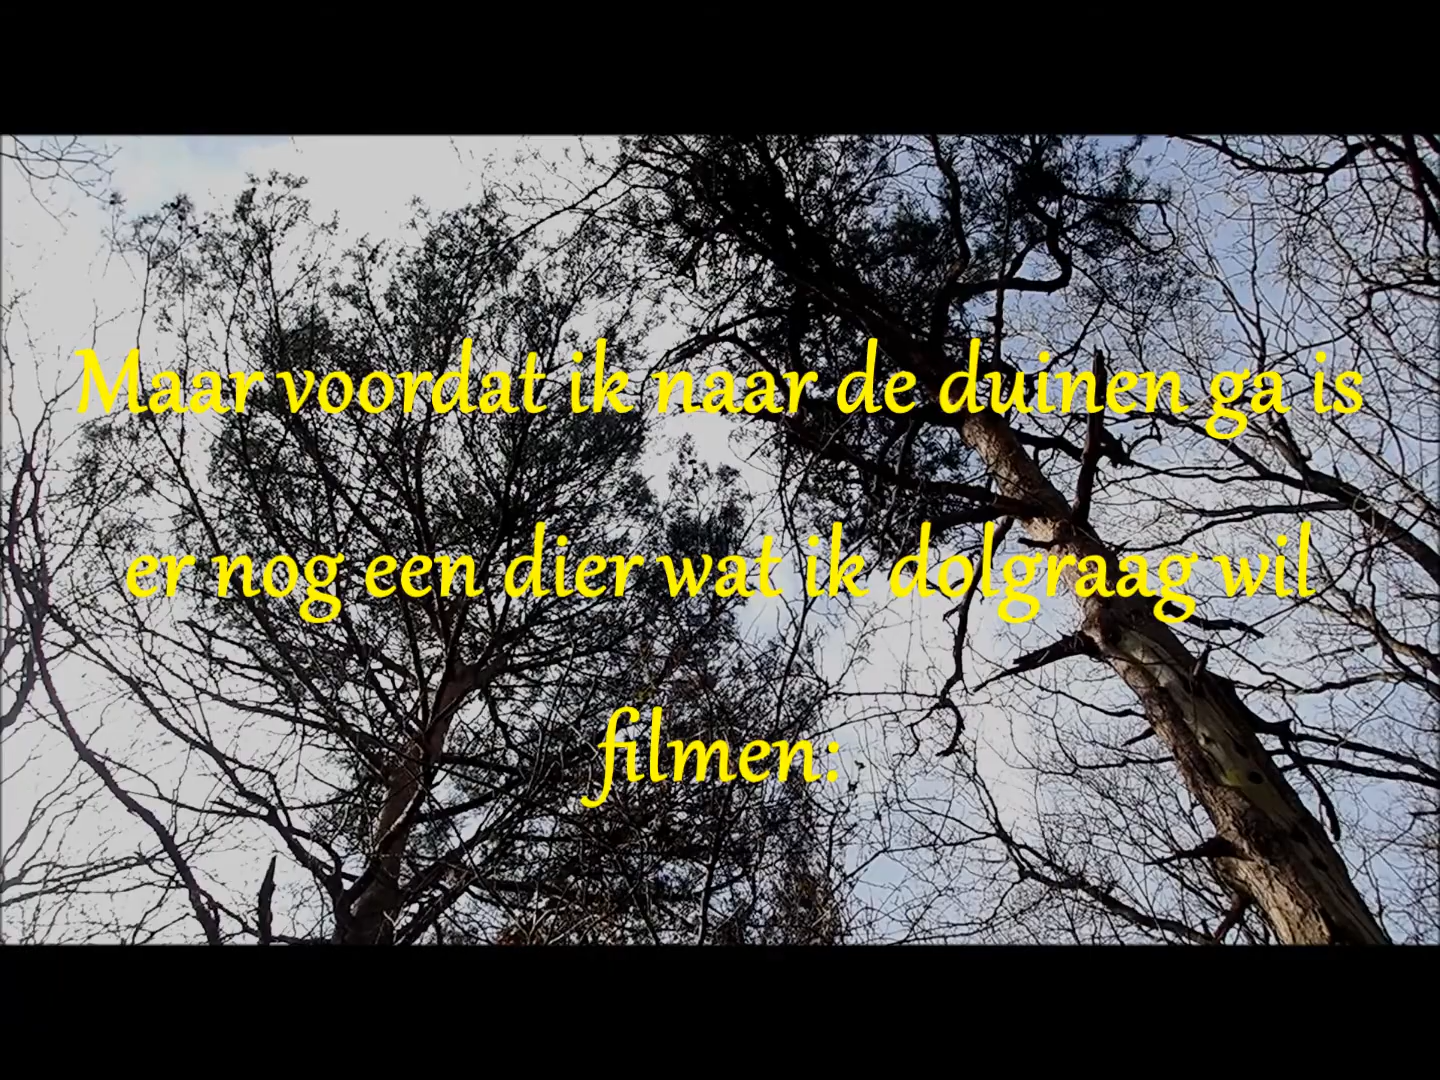 Maar voordat ik naar de duinen ga is
er nog een dier wat ik dolgraag wil
filmen: